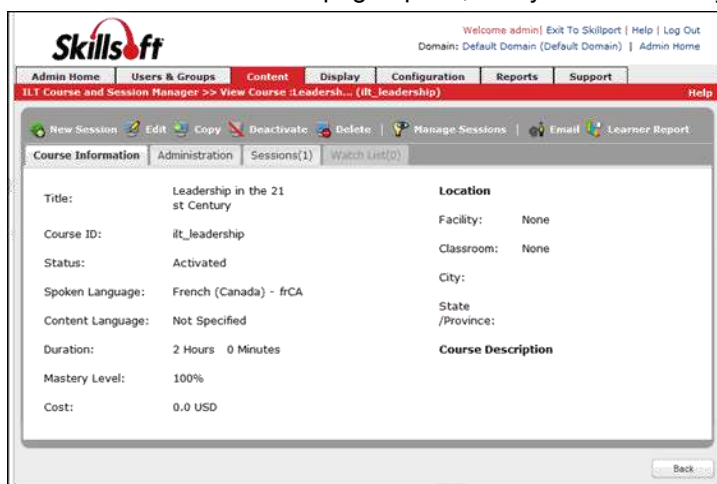 Skillsoft
Welcome admin| Exit To Skillport | Help | Log Out
Domain: Default Domain (Default Domain) | Admin Home
Admin Home Users & Groups Content Display Configuration Reports Support
ILT Course and Session Manager >> View Course :Leadersh... (ilt_leadership) Help
New Session Edit Copy Deactivate Delete | Manage Sessions | Email Learner Report
Course Information Administration Sessions(1) Watch List(0)
Title: Leadership in the 21
st Century
Course ID: ilt_leadership
Status: Activated
Spoken Language: French (Canada) - frCA
Content Language: Not Specified
Duration: 2 Hours 0 Minutes
Mastery Level: 100%
Cost: 0.0 USD
Location
Facility: None
Classroom: None
City:
State
/Province:
Course Description
Back